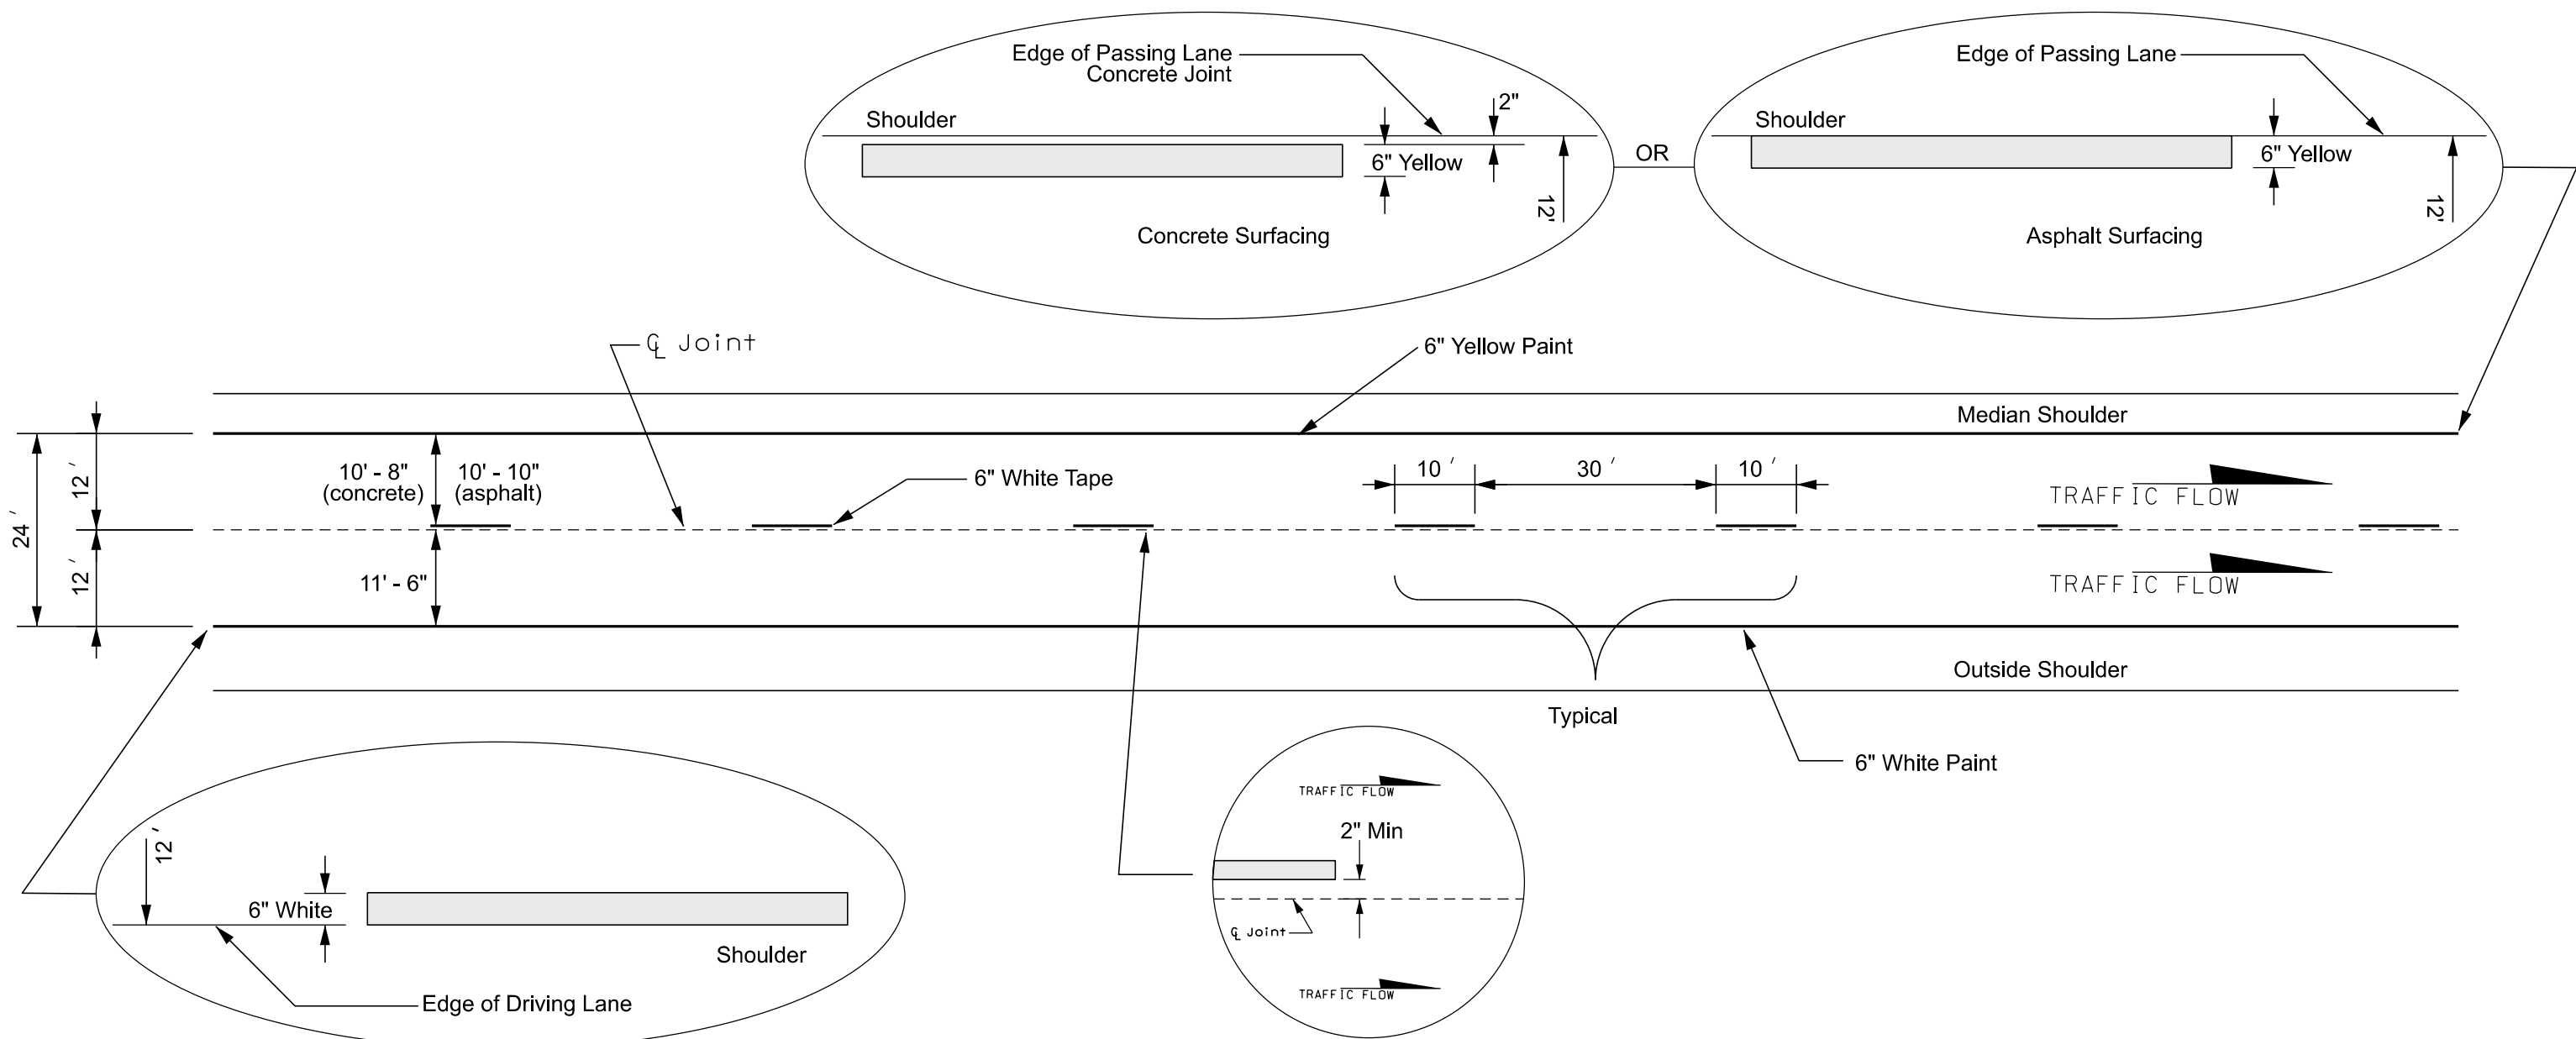 Edge of Passing Lane
Concrete Joint
Shoulder
2"
6" Yellow
12'
Concrete Surfacing
OR
Edge of Passing Lane
Shoulder
6" Yellow
12'
Asphalt Surfacing
℄ Joint
6" Yellow Paint
Median Shoulder
24'
12'
12'
10' - 8"
(concrete)
10' - 10"
(asphalt)
6" White Tape
10'
30'
10'
TRAFFIC FLOW
11' - 6"
TRAFFIC FLOW
Outside Shoulder
Typical
6" White Paint
12'
6" White
Shoulder
Edge of Driving Lane
TRAFFIC FLOW
2" Min
℄ Joint
TRAFFIC FLOW